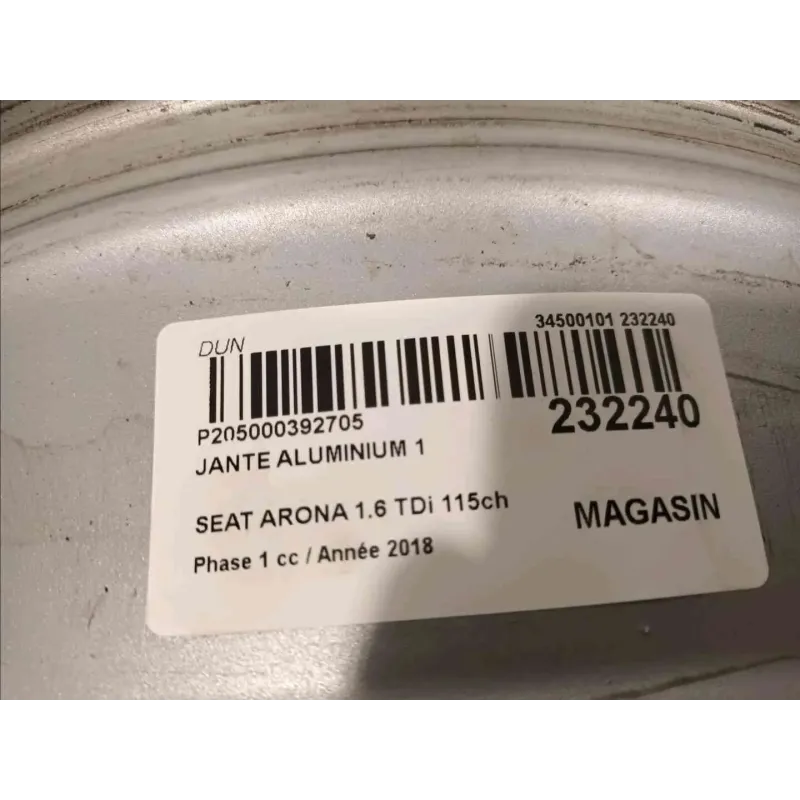 DUN
34500101 232240
P205000392705
232240
JANTE ALUMINIUM 1
SEAT ARONA 1.6 TDi 115ch
MAGASIN
Phase 1 cc / Année 2018